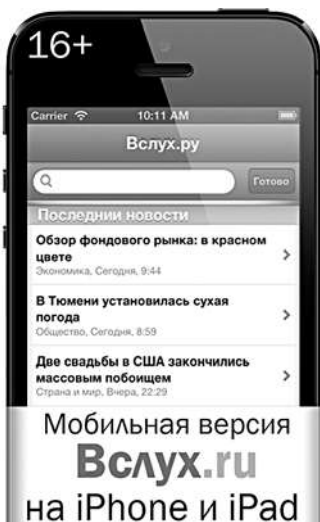 16+
Carrier 10:11 AM
Вслух.ру
Готово
Последнии новости
Обзор фондового рынка: в красном
цвете
Экономика, Сегодня, 9:44
В Тюмени установилась сухая
погода
Общество, Сегодня, 8:59
Две свадьбы в США закончились
массовым побоищем
Страна и мир, Вчера, 22:29
Мобильная версия
Вслух.ru
на iPhone и iPad